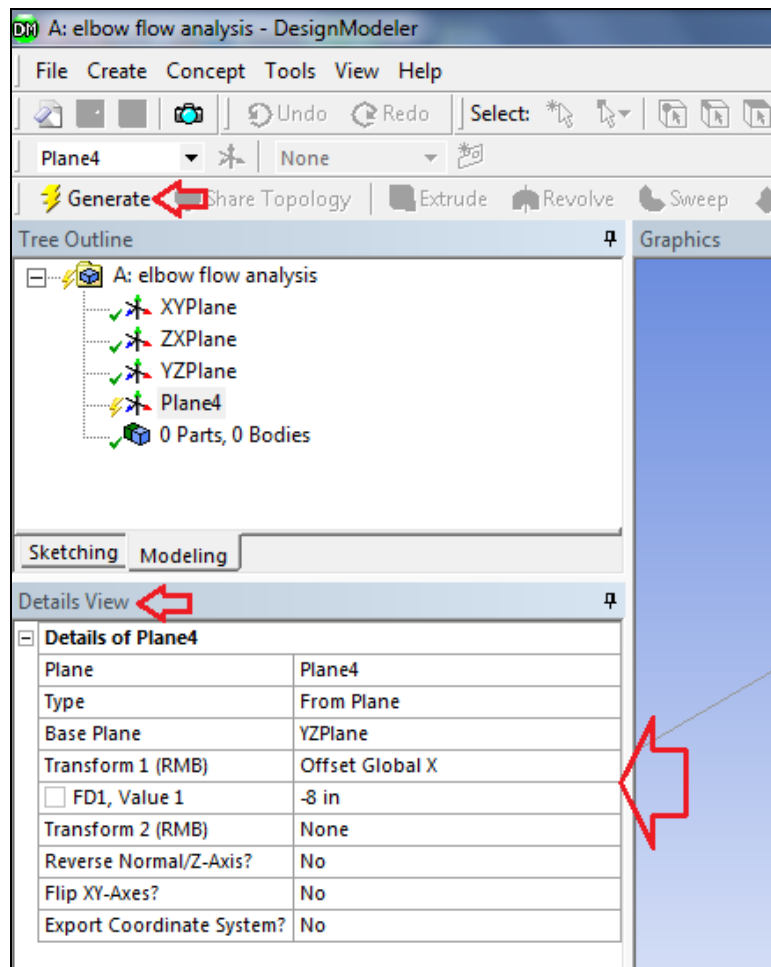 DM A: elbow flow analysis - DesignModeler
File Create Concept Tools View Help
Undo Redo Select:
Plane4 None
Generate Share Topology Extrude Revolve Sweep
Tree Outline Graphics
A: elbow flow analysis
XYPlane
ZXPlane
YZPlane
Plane4
0 Parts, 0 Bodies
Sketching Modeling
Details View
Details of Plane4
Plane Plane4
Type From Plane
Base Plane YZPlane
Transform 1 (RMB) Offset Global X
FD1, Value 1 -8 in
Transform 2 (RMB) None
Reverse Normal/Z-Axis? No
Flip XY-Axes? No
Export Coordinate System? No